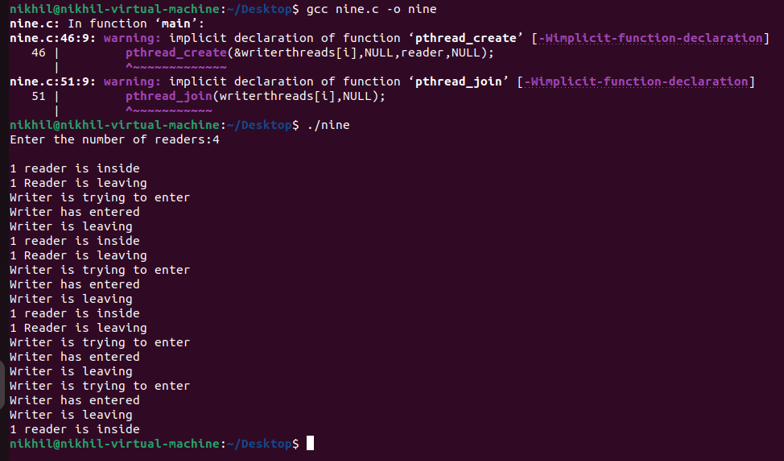 nikhil@nikhil-virtual-machine:~/Desktop$ gcc nine.c -o nine
nine.c: In function ‘main’:
nine.c:46:9: warning: implicit declaration of function ‘pthread_create’ [-Wimplicit-function-declaration]
   46 |         pthread_create(&writerthreads[i],NULL,reader,NULL);
      |         ^~~~~~~~~~~~~~
nine.c:51:9: warning: implicit declaration of function ‘pthread_join’ [-Wimplicit-function-declaration]
   51 |         pthread_join(writerthreads[i],NULL);
      |         ^~~~~~~~~~~~
nikhil@nikhil-virtual-machine:~/Desktop$ ./nine
Enter the number of readers:4

1 reader is inside
1 Reader is leaving
Writer is trying to enter
Writer has entered
Writer is leaving
1 reader is inside
1 Reader is leaving
Writer is trying to enter
Writer has entered
Writer is leaving
1 reader is inside
1 Reader is leaving
Writer is trying to enter
Writer has entered
Writer is leaving
Writer is trying to enter
Writer has entered
Writer is leaving
1 reader is inside
nikhil@nikhil-virtual-machine:~/Desktop$